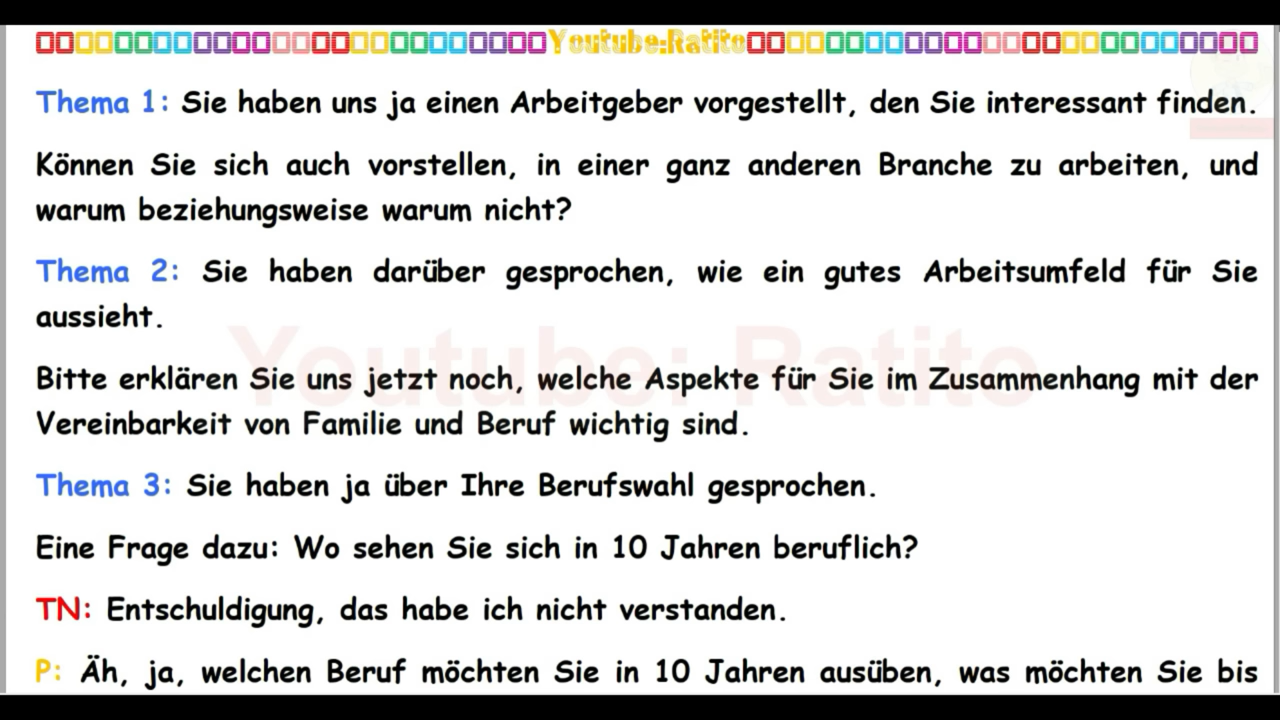 Youtube:Ratito
Thema 1: Sie haben uns ja einen Arbeitgeber vorgestellt, den Sie interessant finden.
Können Sie sich auch vorstellen, in einer ganz anderen Branche zu arbeiten, und
warum beziehungsweise warum nicht?
Thema 2: Sie haben darüber gesprochen, wie ein gutes Arbeitsumfeld für Sie
aussieht.
Youtube: Ratito
Bitte erklären Sie uns jetzt noch, welche Aspekte für Sie im Zusammenhang mit der
Vereinbarkeit von Familie und Beruf wichtig sind.
Thema 3: Sie haben ja über Ihre Berufswahl gesprochen.
Eine Frage dazu: Wo sehen Sie sich in 10 Jahren beruflich?
TN: Entschuldigung, das habe ich nicht verstanden.
P: Äh, ja, welchen Beruf möchten Sie in 10 Jahren ausüben, was möchten Sie bis